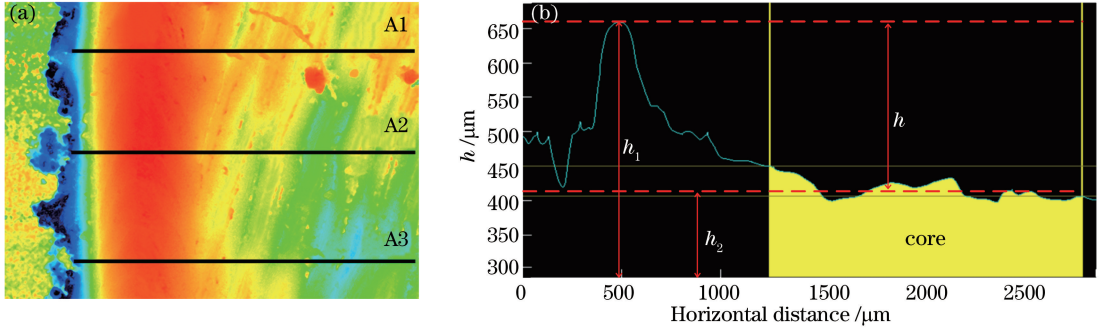 (a)
A1
A2
A3
(b)
h /μm
650
600
550
500
450
400
350
300
h₁
h₂
h
core
0
500
1000
1500
2000
2500
Horizontal distance /μm